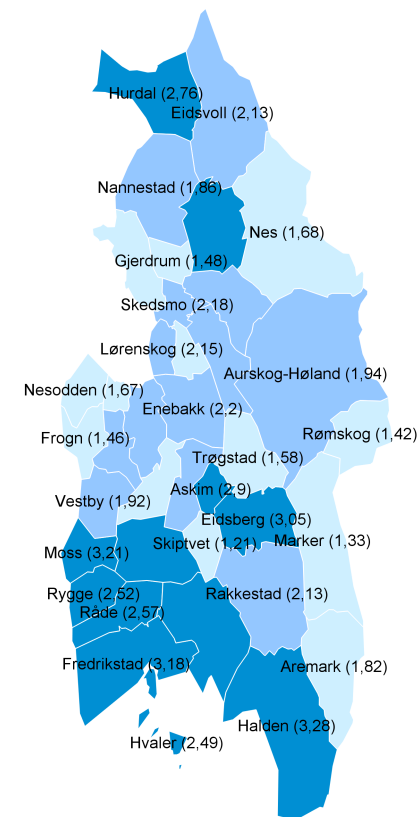 Hurdal (2,76)
Eidsvoll (2,13)
Nannestad (1,86)
Nes (1,68)
Gjerdrum (1,48)
Skedsmo (2,18)
Lørenskog (2,15)
Aurskog-Høland (1,94)
Nesodden (1,67)
Enebakk (2,2)
Rømskog (1,42)
Frogn (1,46)
Trøgstad (1,58)
Askim (2,9)
Vestby (1,92)
Eidsberg (3,05)
Marker (1,33)
Skiptvet (1,21)
Moss (3,21)
Rygge (2,52)
Rakkestad (2,13)
Råde (2,57)
Fredrikstad (3,18)
Aremark (1,82)
Halden (3,28)
Hvaler (2,49)